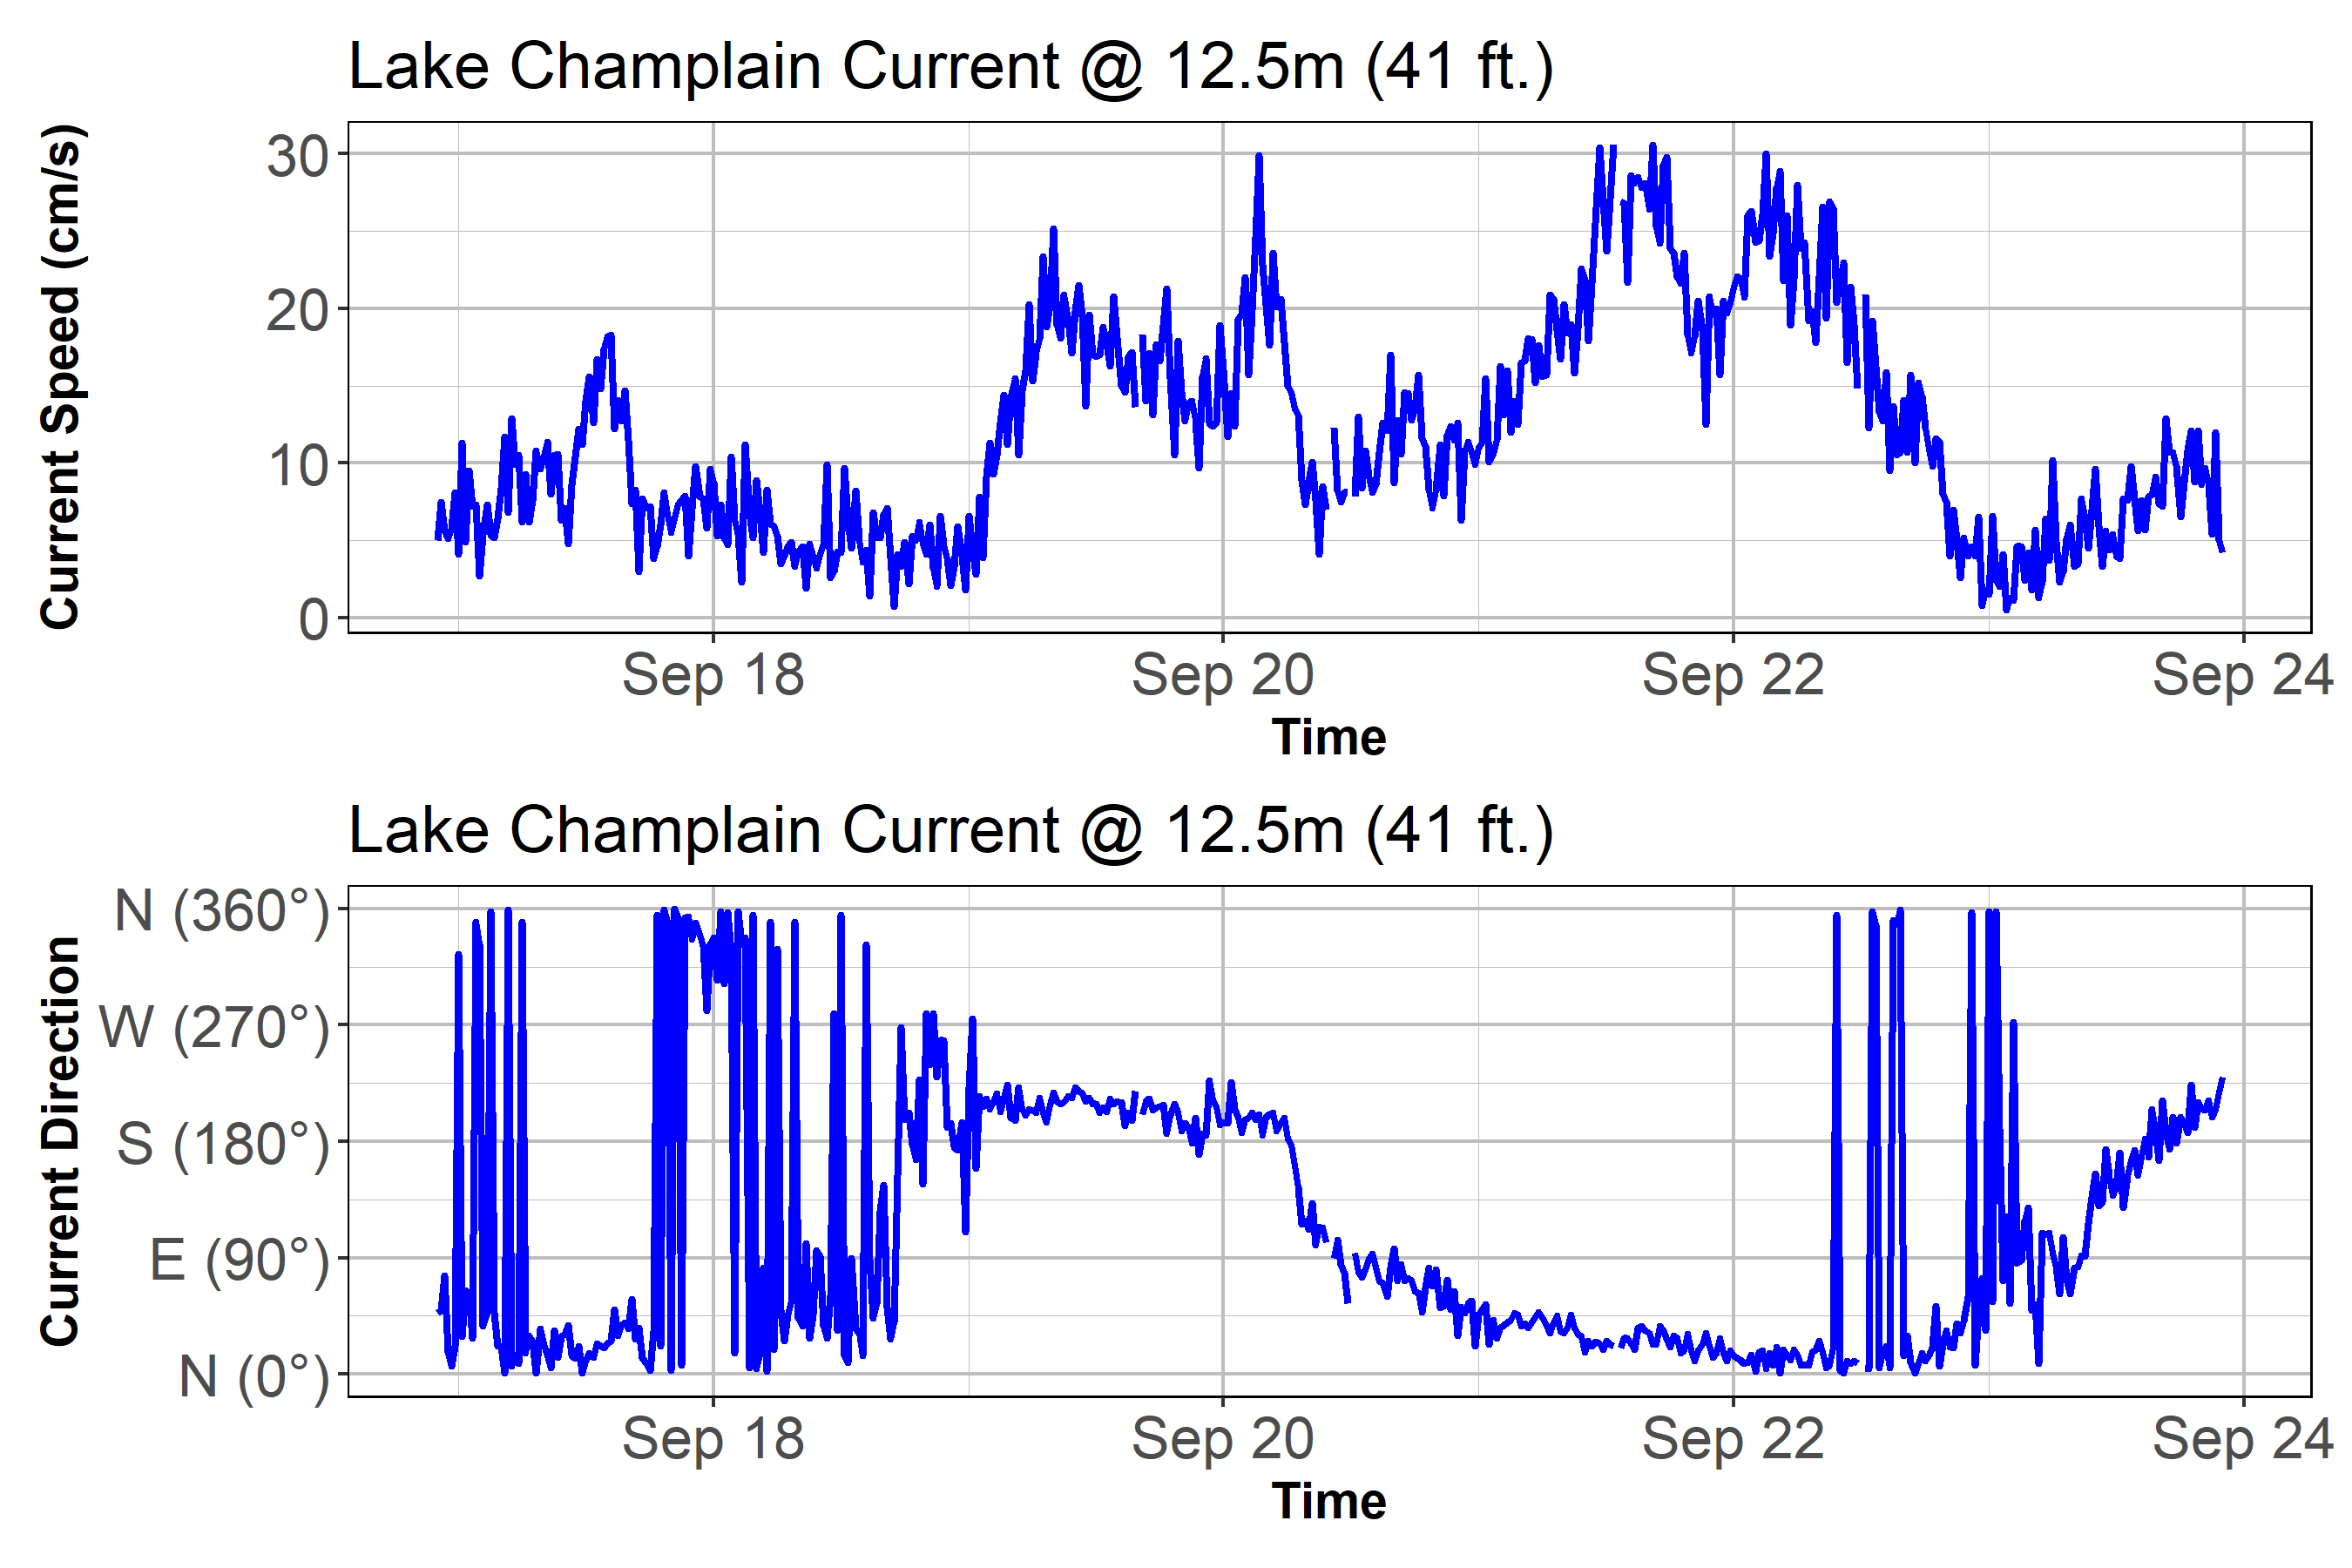 Lake Champlain Current @ 12.5m (41 ft.)
Current Speed (cm/s)
30
20
10
0
Sep 18
Sep 20
Sep 22
Sep 24
Time
Lake Champlain Current @ 12.5m (41 ft.)
Current Direction
N (360°)
W (270°)
S (180°)
E (90°)
N (0°)
Sep 18
Sep 20
Sep 22
Sep 24
Time